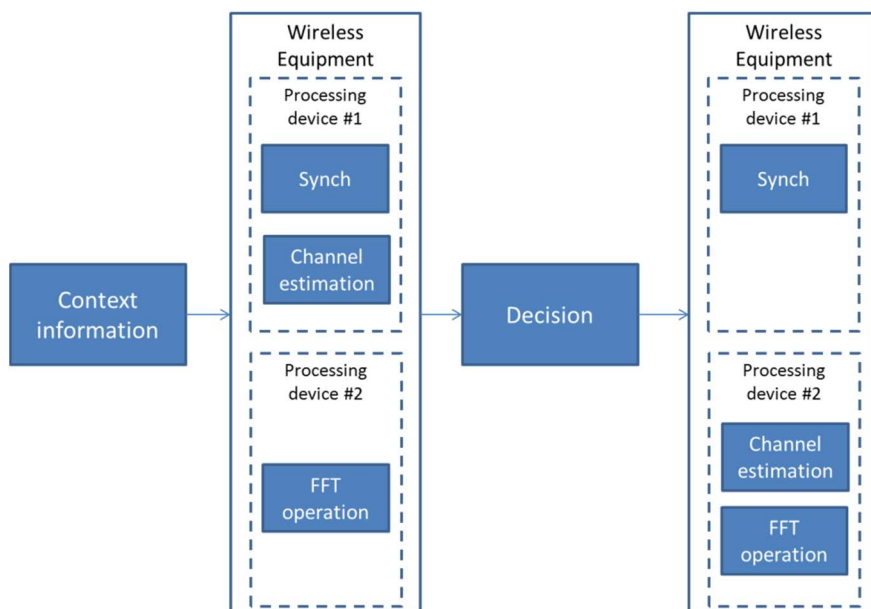 Context
information
Wireless
Equipment
Processing
device #1
Synch
Channel
estimation
Processing
device #2
FFT
operation
Decision
Wireless
Equipment
Processing
device #1
Synch
Processing
device #2
Channel
estimation
FFT
operation